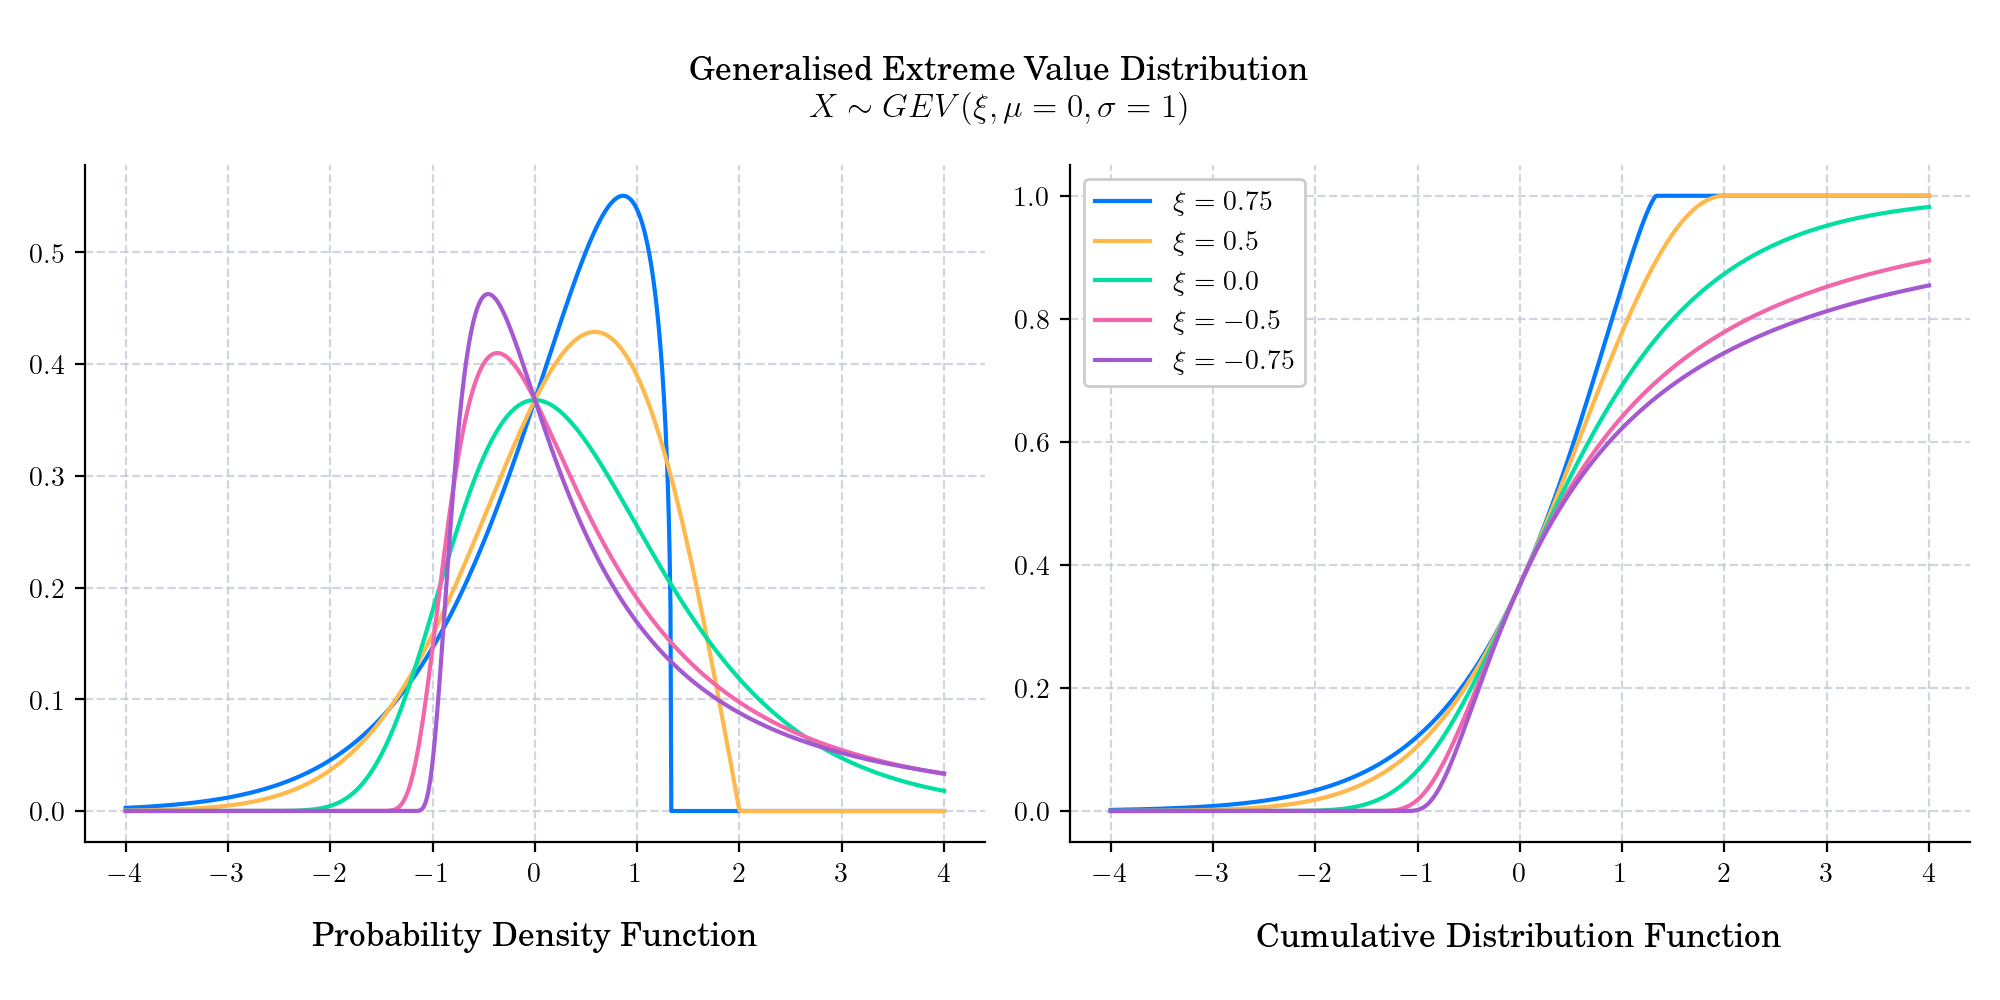 Generalised Extreme Value Distribution
X ∼ GEV(ξ, µ = 0, σ = 1)
0.5
0.4
0.3
0.2
0.1
0.0
−4 −3 −2 −1 0 1 2 3 4
Probability Density Function
1.0
0.8
0.6
0.4
0.2
0.0
ξ = 0.75
ξ = 0.5
ξ = 0.0
ξ = −0.5
ξ = −0.75
−4 −3 −2 −1 0 1 2 3 4
Cumulative Distribution Function